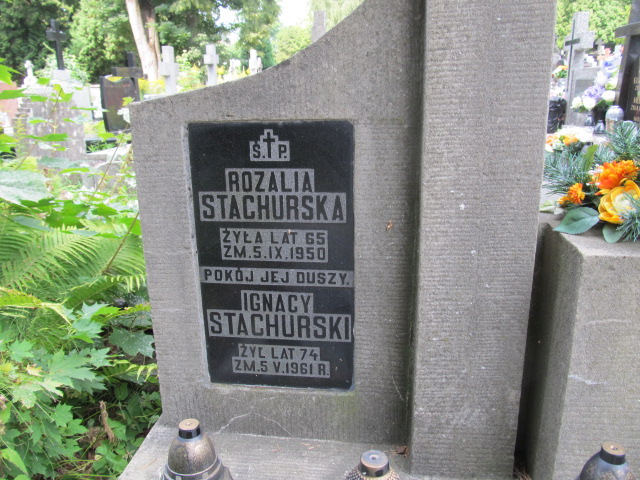 Ś.†P.
ROZALIA
STACHURSKA
ŻYŁA LAT 65
ZM.5.IX.1950
POKÓJ JEJ DUSZY.
IGNACY
STACHURSKI
ŻYŁ LAT 74
ZM.5 V.1961 R.